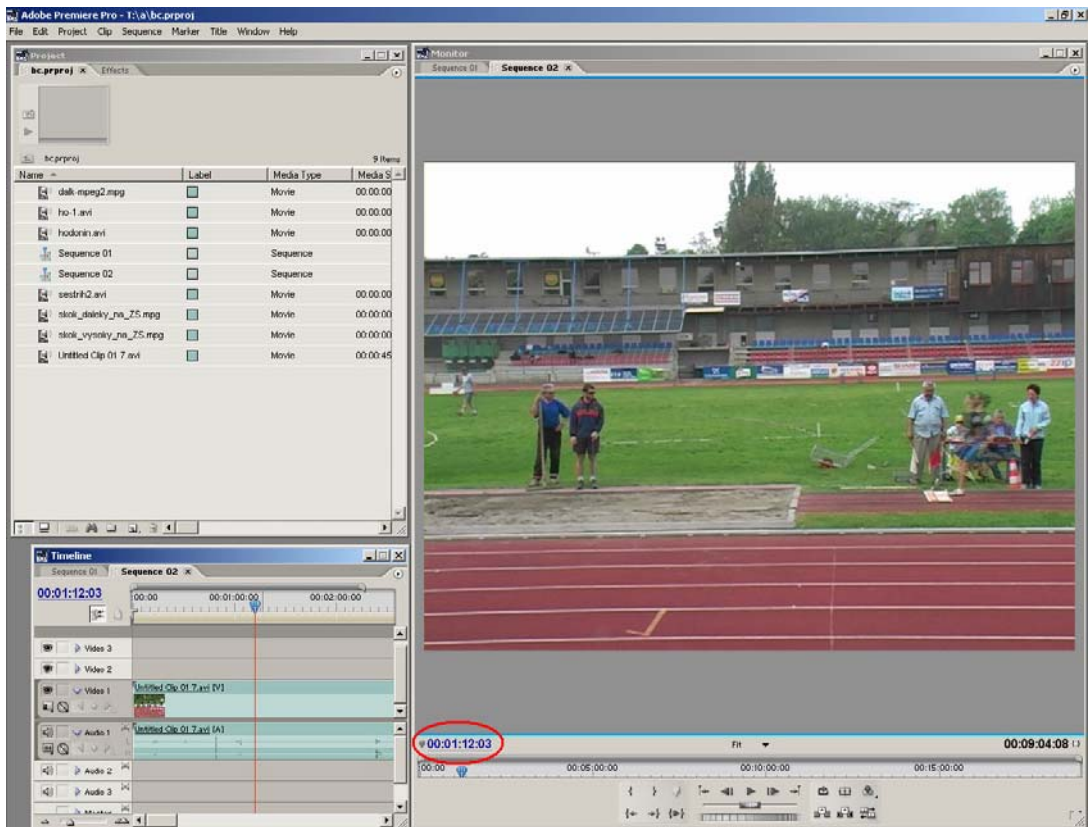 Adobe Premiere Pro - T:\a\bc.prproj
File Edit Project Clip Sequence Marker Title Window Help
Project
bc.prproj Effects
bc.prproj 9 Items
Name Label Media Type Media S
dalk-mpeg2.mpg Movie 00:00:00
ho-1.avi Movie 00:00:00
hodonin.avi Movie 00:00:00
Sequence 01 Sequence
Sequence 02 Sequence
sestrih2.avi Movie 00:00:00
skok_daleky_na_ZS.mpg Movie 00:00:00
skok_vysoky_na_ZS.mpg Movie 00:00:00
Untitled Clip 01 7.avi Movie 00:00:45
Monitor
Sequence 01 Sequence 02
00:01:12:03 Fit 00:09:04:08
00:00 00:05:00:00 00:10:00:00 00:15:00:00
Timeline
Sequence 01 Sequence 02
00:01:12:03 00:00 00:01:00:00 00:02:00:00
Video 3
Video 2
Video 1 Untitled Clip 01 7.avi [V]
Audio 1 Untitled Clip 01 7.avi [A]
Audio 2
Audio 3
Master